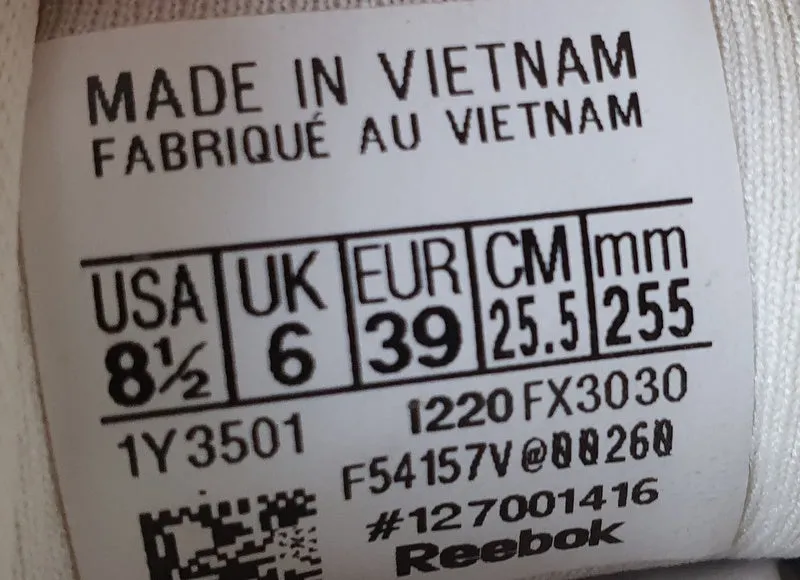 MADE IN VIETNAM
FABRIQUÉ AU VIETNAM
USA UK EUR CM mm
8½ 6 39 25.5 255
1Y3501 1220 FX3030
F54157V@00260
#127001416
Reebok